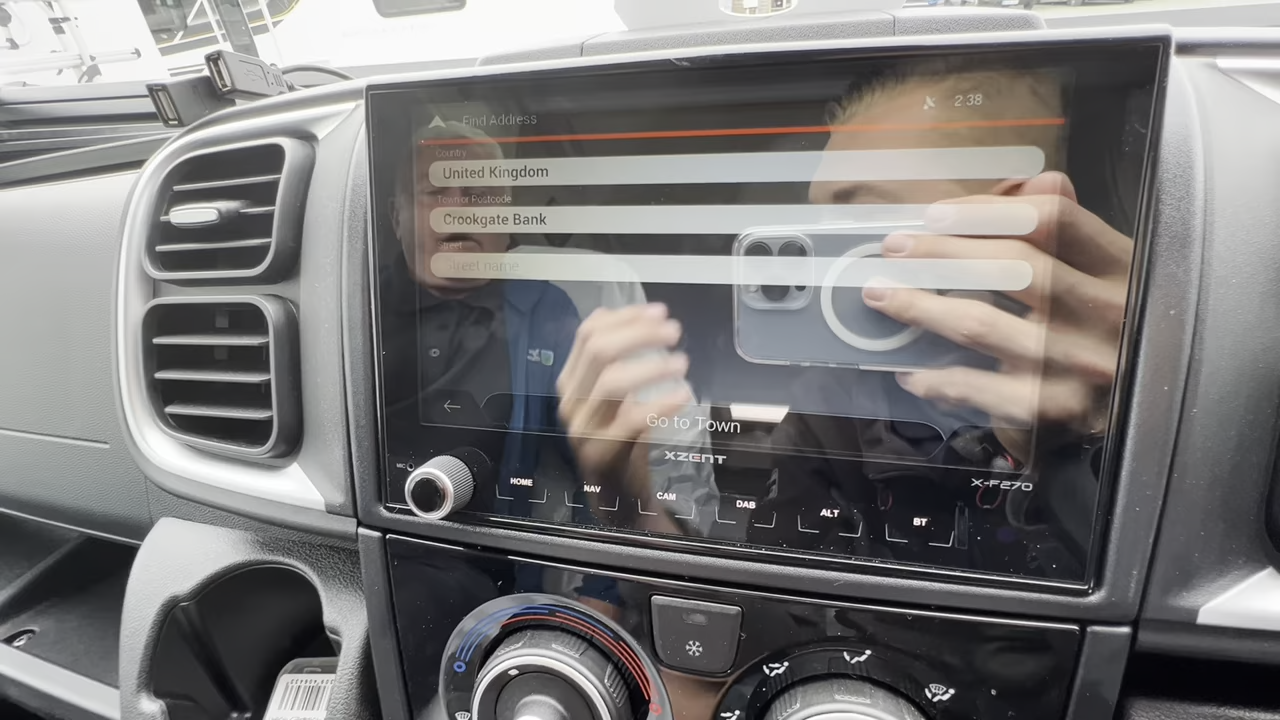 Find Address
2:38
Country
United Kingdom
Town or Postcode
Crookgate Bank
Street
Street name
Go to Town
XZENT
MIC
X-F270
HOME
NAV
CAM
DAB
ALT
BT